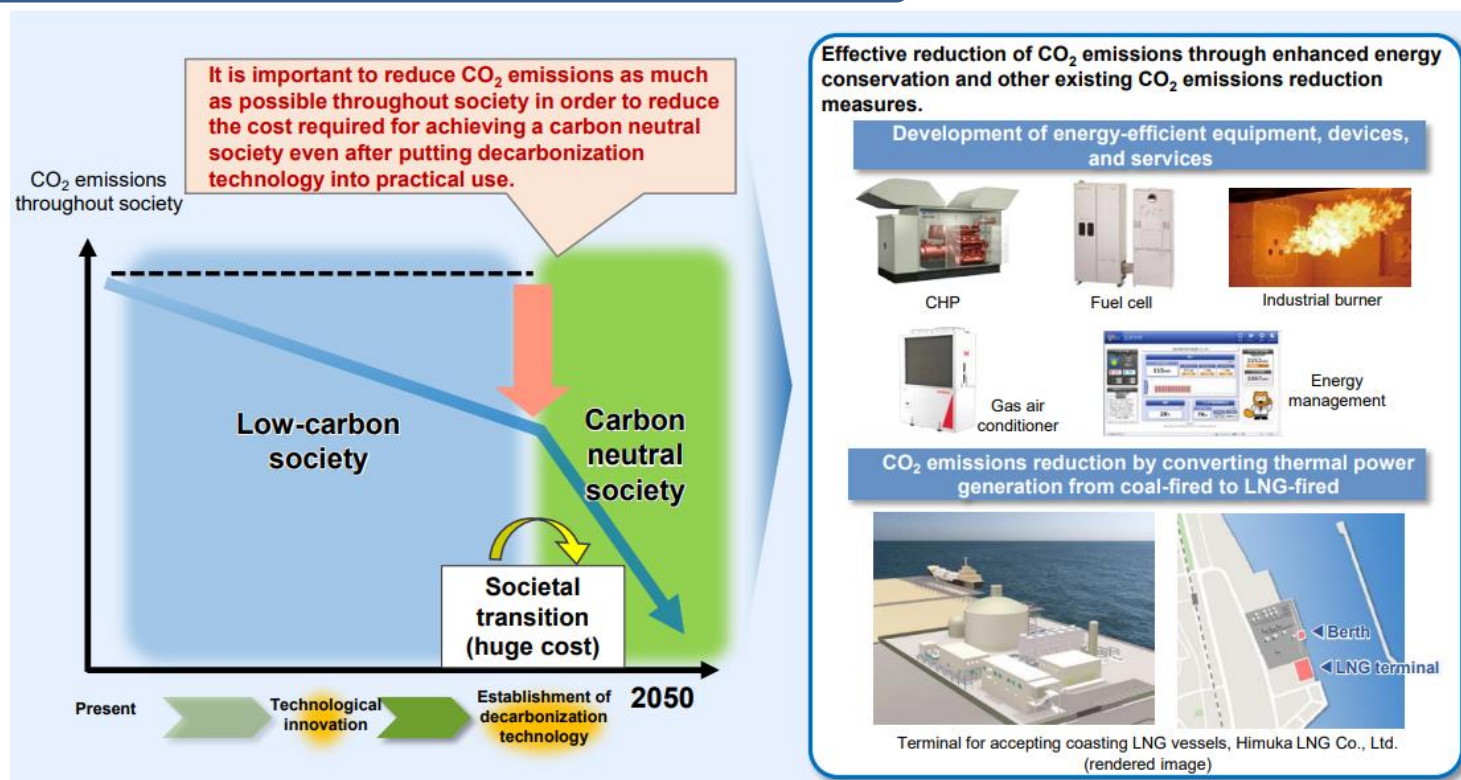 It is important to reduce CO₂ emissions as much
as possible throughout society in order to reduce
the cost required for achieving a carbon neutral
society even after putting decarbonization
technology into practical use.
CO₂ emissions
throughout society
Low-carbon
society
Carbon
neutral
society
Societal
transition
(huge cost)
Present
Technological
innovation
Establishment of
decarbonization
technology
2050
Effective reduction of CO₂ emissions through enhanced energy
conservation and other existing CO₂ emissions reduction
measures.
Development of energy-efficient equipment, devices,
and services
CHP
Fuel cell
Industrial burner
Gas air
conditioner
Energy
management
CO₂ emissions reduction by converting thermal power
generation from coal-fired to LNG-fired
Berth
LNG terminal
Terminal for accepting coasting LNG vessels, Himuka LNG Co., Ltd.
(rendered image)